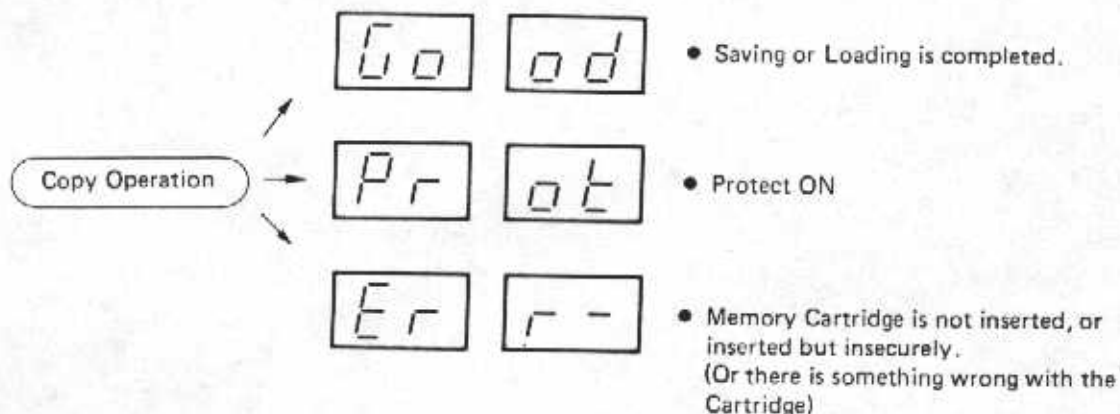 Go od
● Saving or Loading is completed.
Copy Operation
Pr ot
● Protect ON
Er r-
● Memory Cartridge is not inserted, or
inserted but insecurely.
(Or there is something wrong with the
Cartridge)